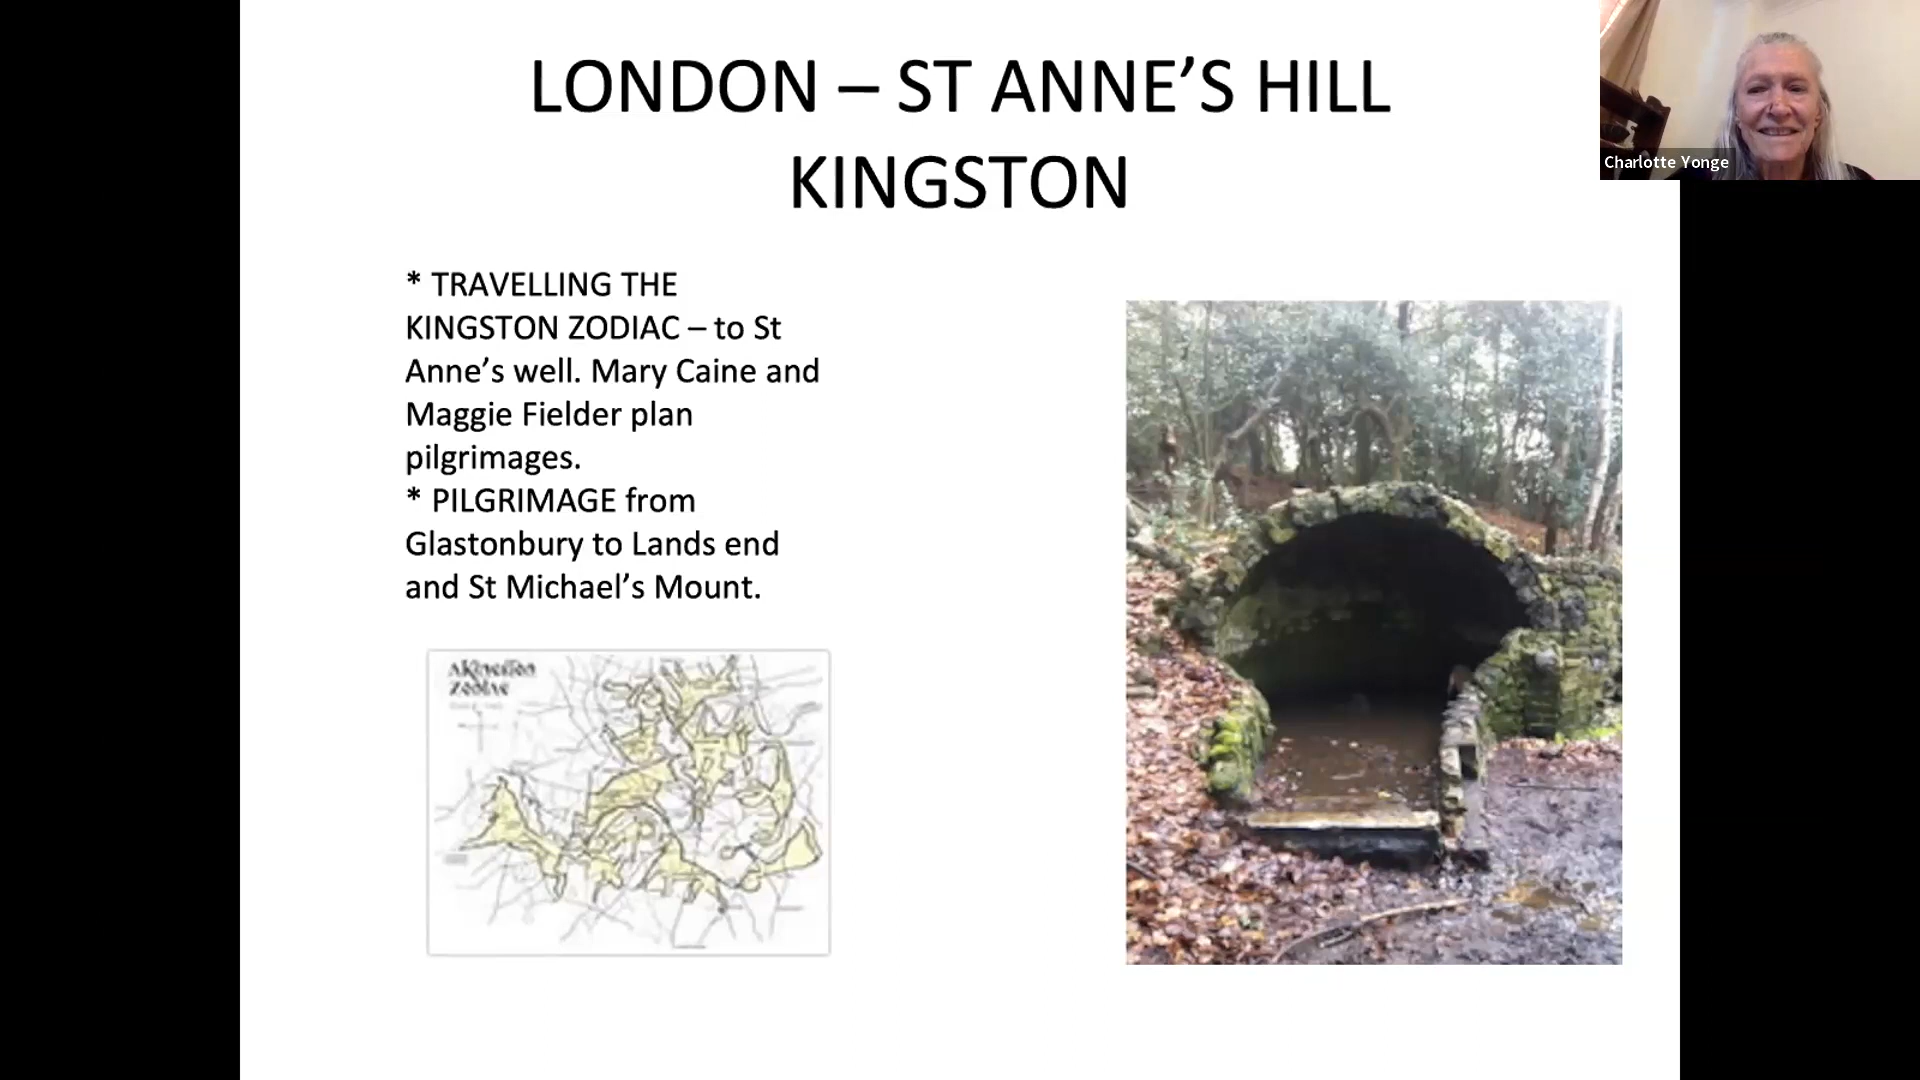 LONDON – ST ANNE’S HILL
KINGSTON
Charlotte Yonge
* TRAVELLING THE
KINGSTON ZODIAC – to St
Anne’s well. Mary Caine and
Maggie Fielder plan
pilgrimages.
* PILGRIMAGE from
Glastonbury to Lands end
and St Michael’s Mount.
Zodiac